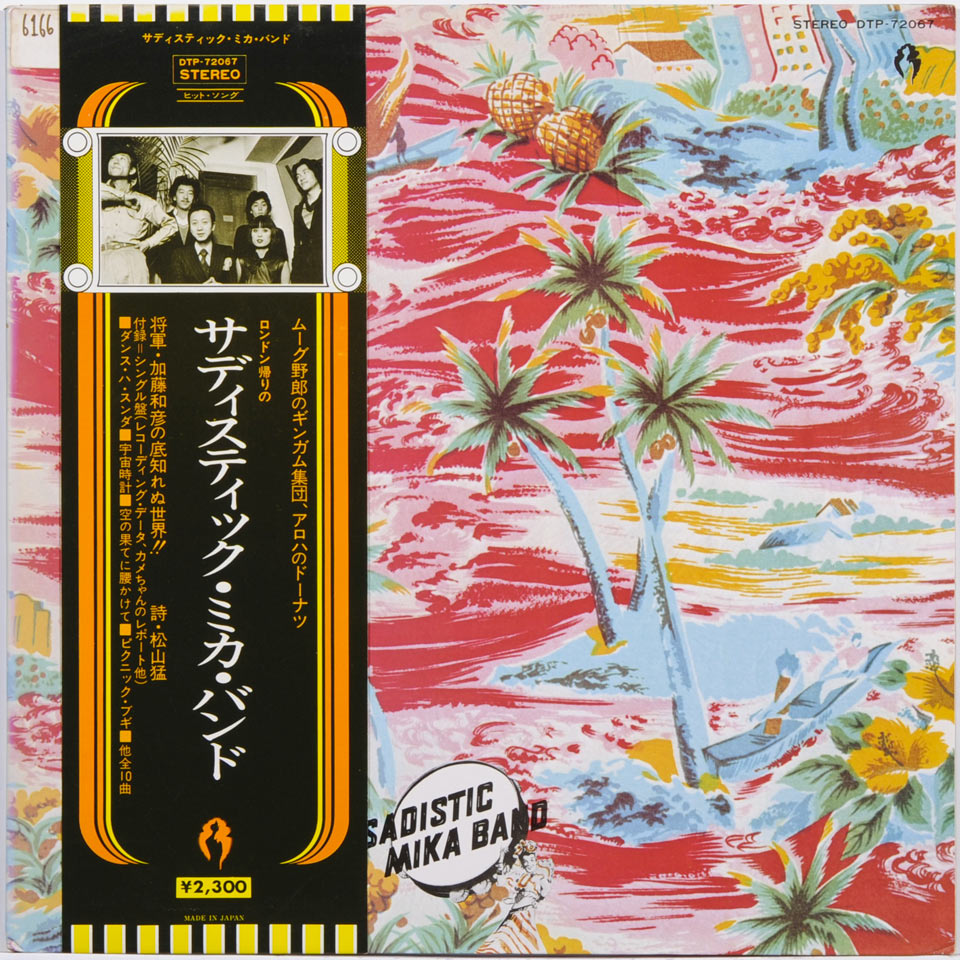 6166
STEREO DTP-72067
サディスティック・ミカ・バンド
DTP-72067
STEREO
ヒット・ソング
ムーグ野郎のギンガム集団、アロハのドーナツ
ロンドン帰りの
サディスティック・ミカ・バンド
将軍・加藤和彦の底知れぬ世界!! 詩・松山猛
付録=シングル盤(レコーディング・データ、カメちゃんのレポート他)
■ダンス・ハ・スンダ■宇宙時計■空の果てに腰かけて■ピクニック・ブギ■他全10曲
¥2,300
MADE IN JAPAN
SADISTIC
MIKA BAND